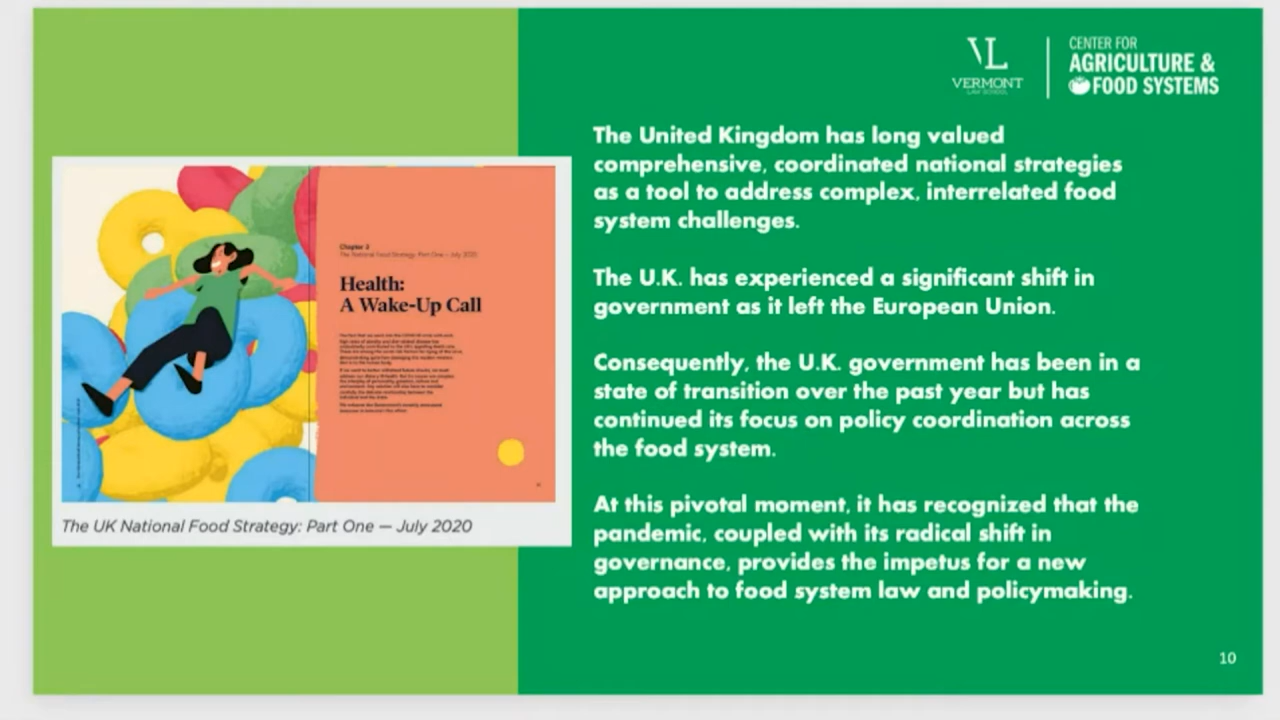 VL
VERMONT
LAW SCHOOL
CENTER FOR
AGRICULTURE &
FOOD SYSTEMS
The United Kingdom has long valued
comprehensive, coordinated national strategies
as a tool to address complex, interrelated food
system challenges.
The U.K. has experienced a significant shift in
government as it left the European Union.
Consequently, the U.K. government has been in a
state of transition over the past year but has
continued its focus on policy coordination across
the food system.
At this pivotal moment, it has recognized that the
pandemic, coupled with its radical shift in
governance, provides the impetus for a new
approach to food system law and policymaking.
Chapter 2
The National Food Strategy: Part One — July 2020
Health:
A Wake-Up Call
The UK National Food Strategy: Part One — July 2020
10